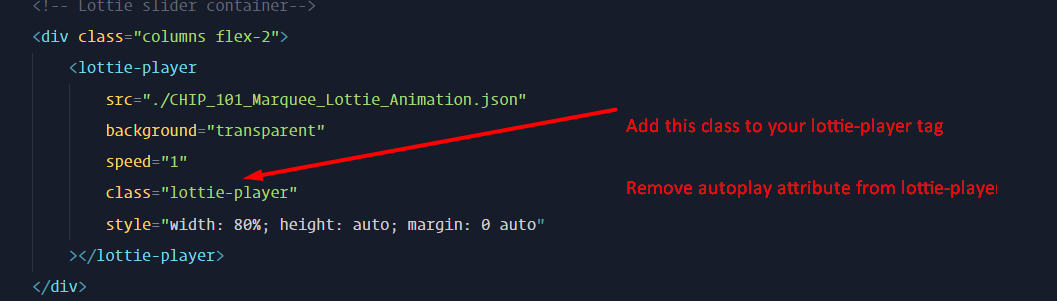 <!-- Lottie slider container-->
<div class="columns flex-2">
<lottie-player
src="./CHIP_101_Marquee_Lottie_Animation.json"
background="transparent"
Add this class to your lottie-player tag
speed="1"
class="lottie-player"
Remove autoplay attribute from lottie-player
style="width: 80%; height: auto; margin: 0 auto"
></lottie-player>
</div>